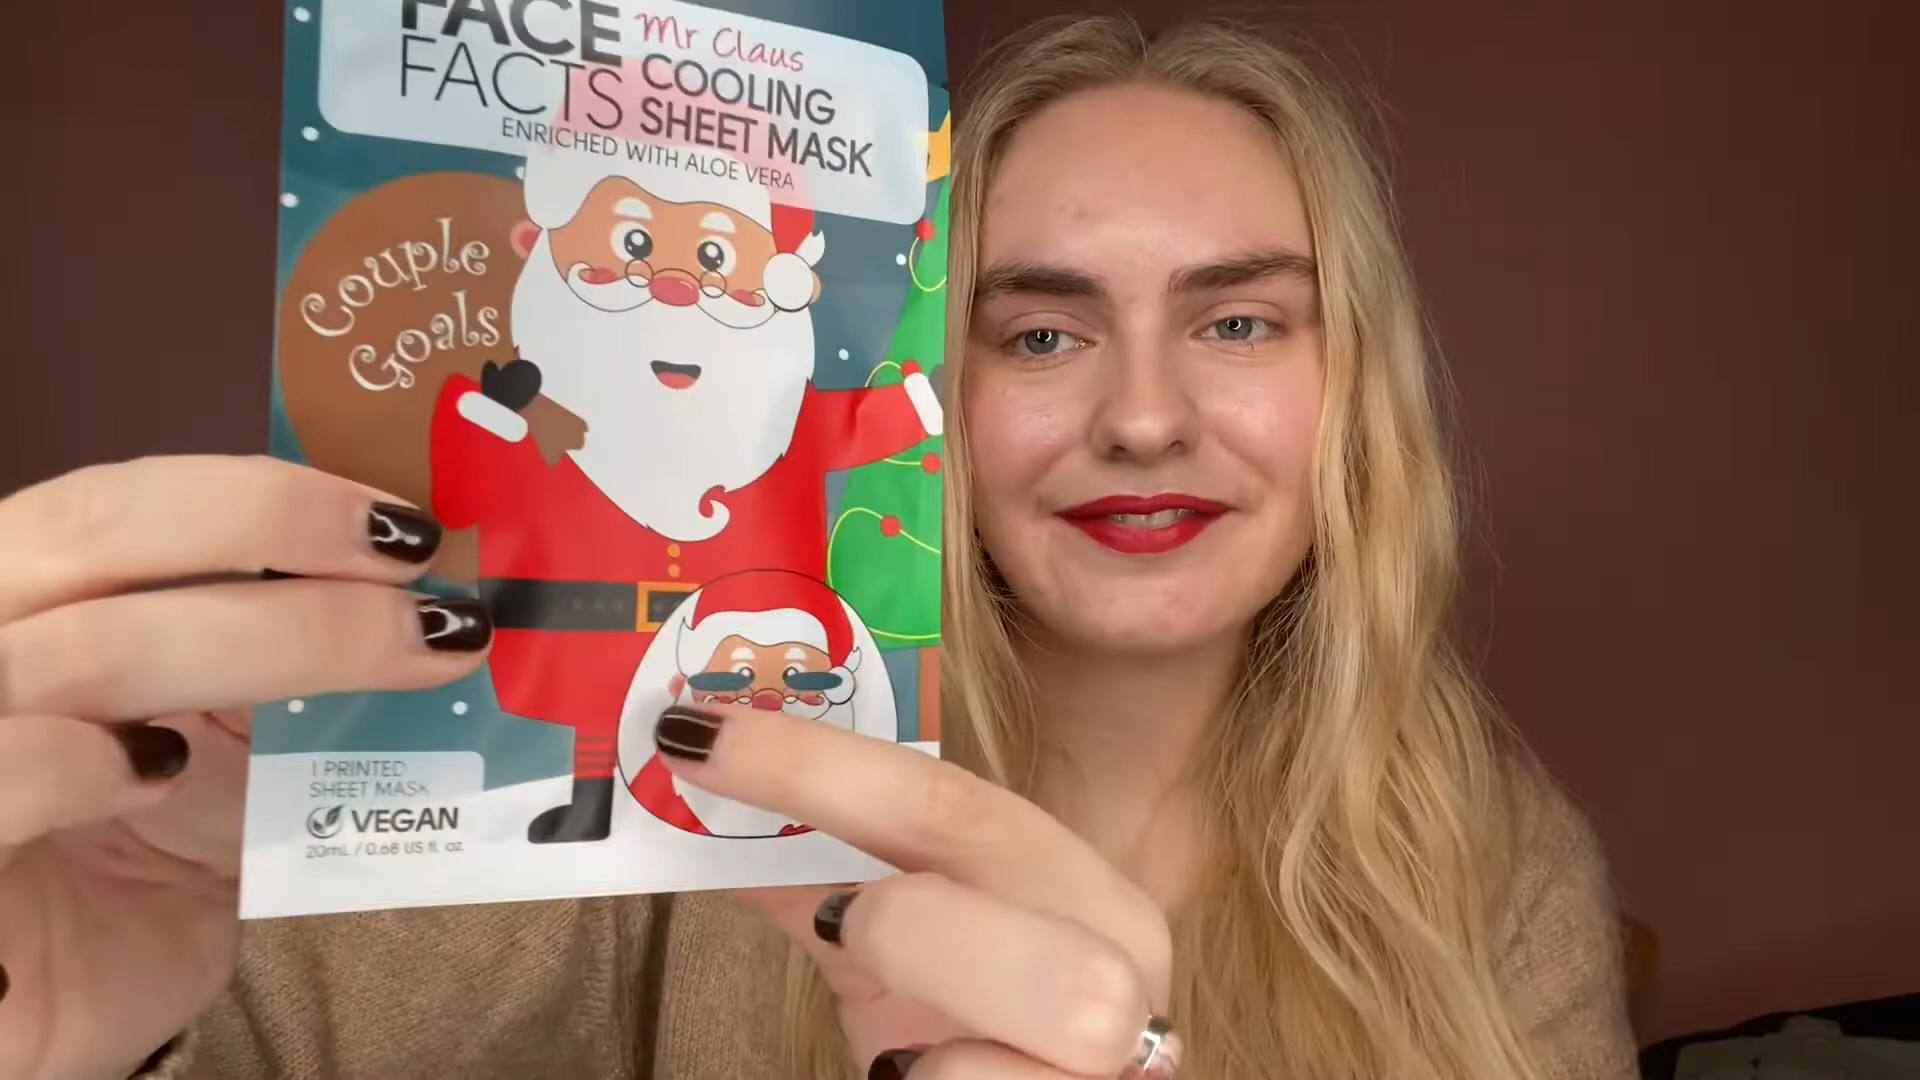 FACE
FACTS
Mr Claus
COOLING
SHEET MASK
ENRICHED WITH ALOE VERA
Couple
Goals
1 PRINTED
SHEET MASK
VEGAN
20mL / 0.68 US fl. oz